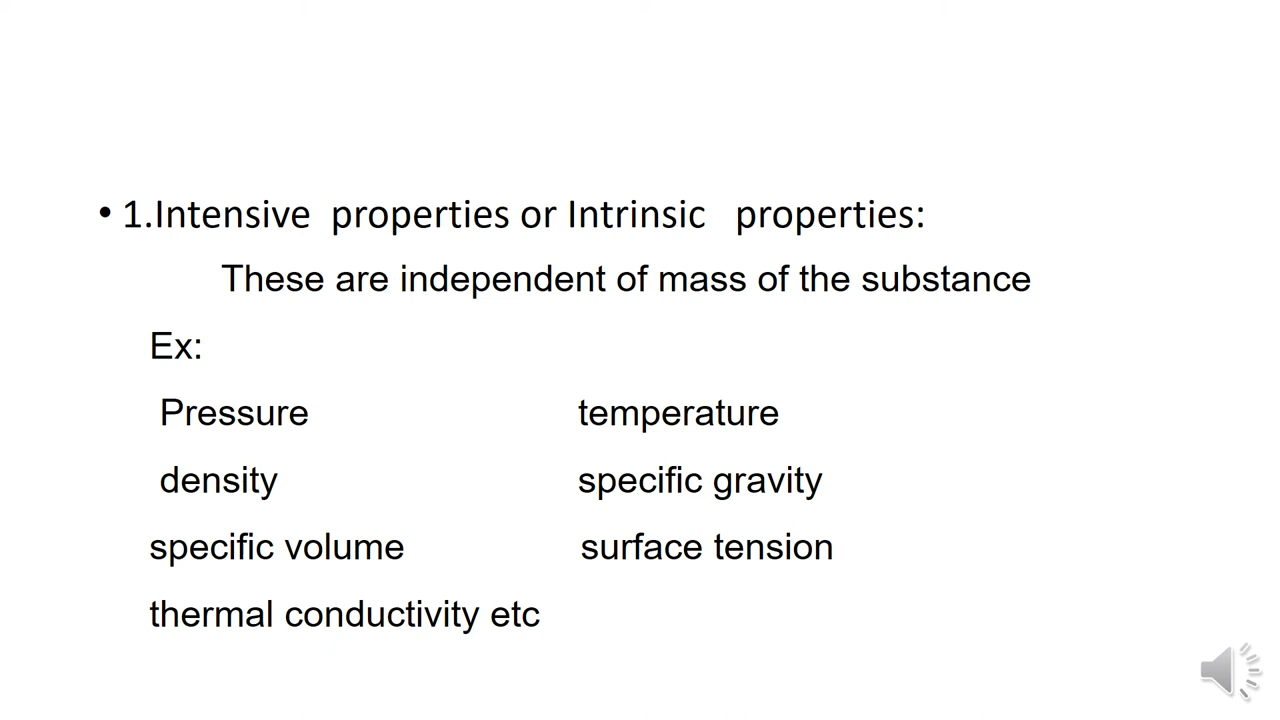 • 1.Intensive properties or Intrinsic properties:
These are independent of mass of the substance
Ex:
Pressure temperature
density specific gravity
specific volume surface tension
thermal conductivity etc